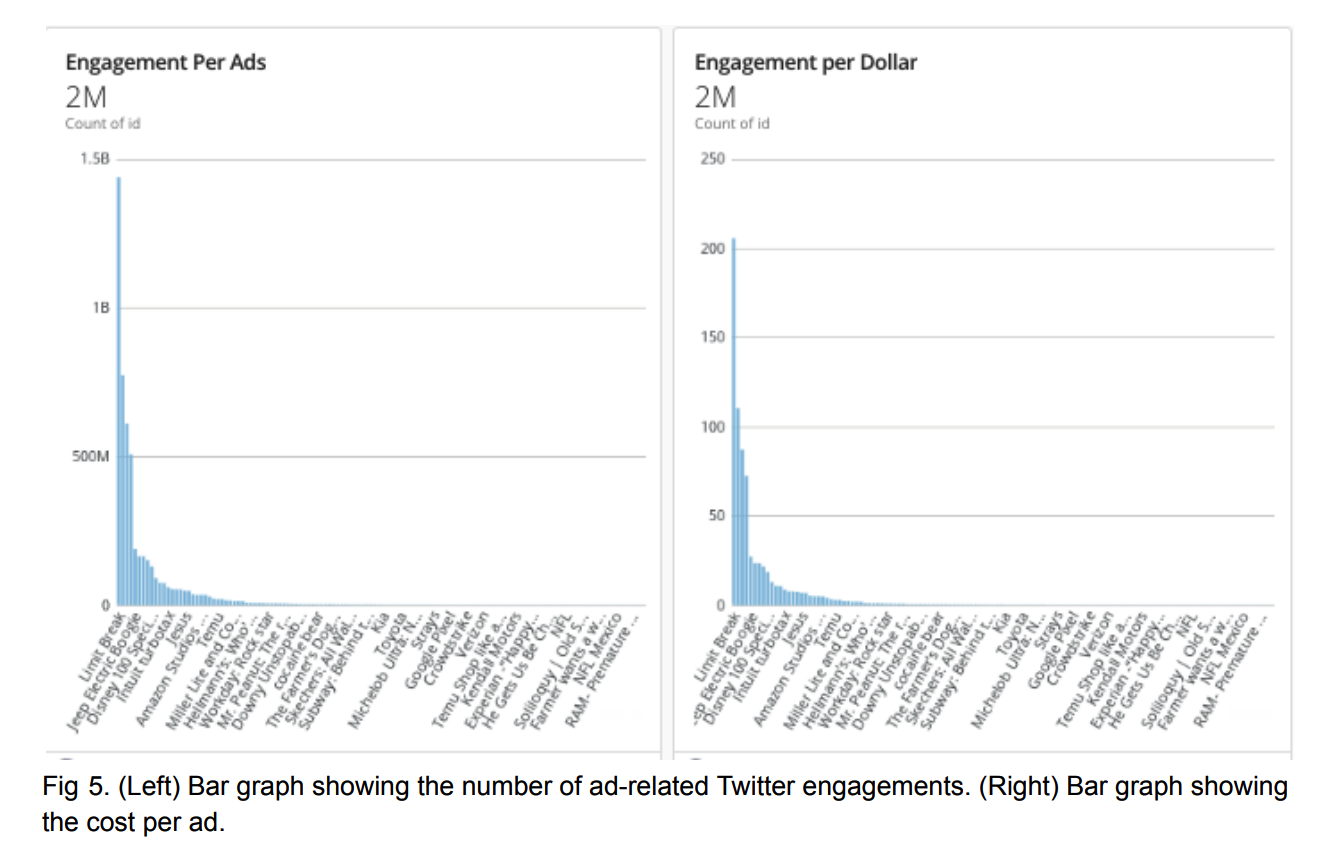 Engagement Per Ads
2M
Count of id
1.5B
1B
500M
0
Limit Break
Jeep Electric Boogie
Disney 100 Speci...
Intuit turbotax
Jesus
Amazon Studios ...
Temu
Miller Lite and Co...
Hellmann's: Who'...
Workday: Rock star
Mr. Peanut: The r...
Downy Unstopab...
cocaine bear
The Farmer's Dog...
Skechers: All Wal...
Subway: Behind t...
Kia
Toyota
Michelob Ultra: N...
Strays
Google Pixel
Crowdstrike
Verizon
Temu Shop like a...
Kendall Motors
Experian -"Happy...
He Gets Us Be Ch...
NFL
Soliloquy | Old S...
Farmer wants a w...
NFL Mexico
RAM - Premature ...
Engagement per Dollar
2M
Count of id
250
200
150
100
50
0
Limit Break
ep Electric Boogie
Disney 100 Speci...
Intuit turbotax
Jesus
Amazon Studios ...
Temu
Miller Lite and Co...
Hellmann's: Who'...
Workday: Rock star
Mr. Peanut: The r...
Downy Unstopab...
cocaine bear
The Farmer's Dog...
Skechers: All Wal...
Subway: Behind t...
Kia
Toyota
Michelob Ultra: N...
Strays
Google Pixel
Crowdstrike
Verizon
Temu Shop like a...
Kendall Motors
Experian -"Happy...
He Gets Us Be Ch...
NFL
Soliloquy | Old S...
Farmer wants a w...
NFL Mexico
RAM - Premature ...
Fig 5. (Left) Bar graph showing the number of ad-related Twitter engagements. (Right) Bar graph showing
the cost per ad.